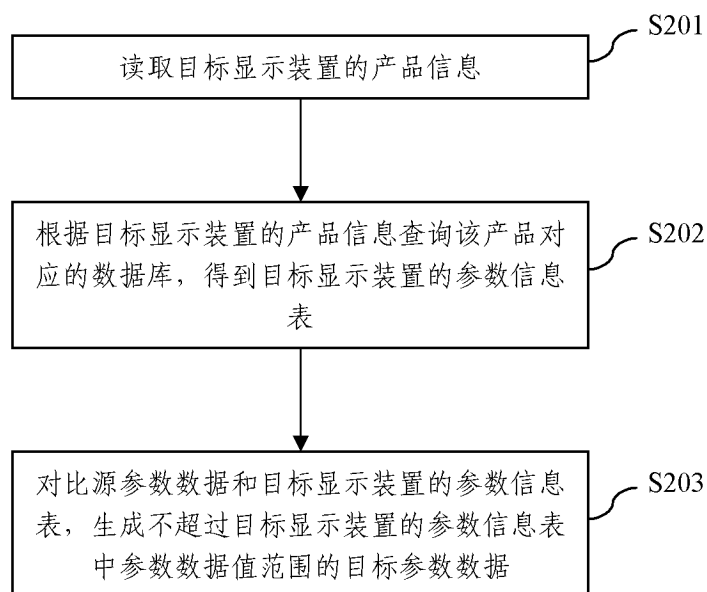 S201
读取目标显示装置的产品信息
S202
根据目标显示装置的产品信息查询该产品对
应的数据库，得到目标显示装置的参数信息
表
S203
对比源参数数据和目标显示装置的参数信息
表，生成不超过目标显示装置的参数信息表
中参数数据值范围的目标参数数据